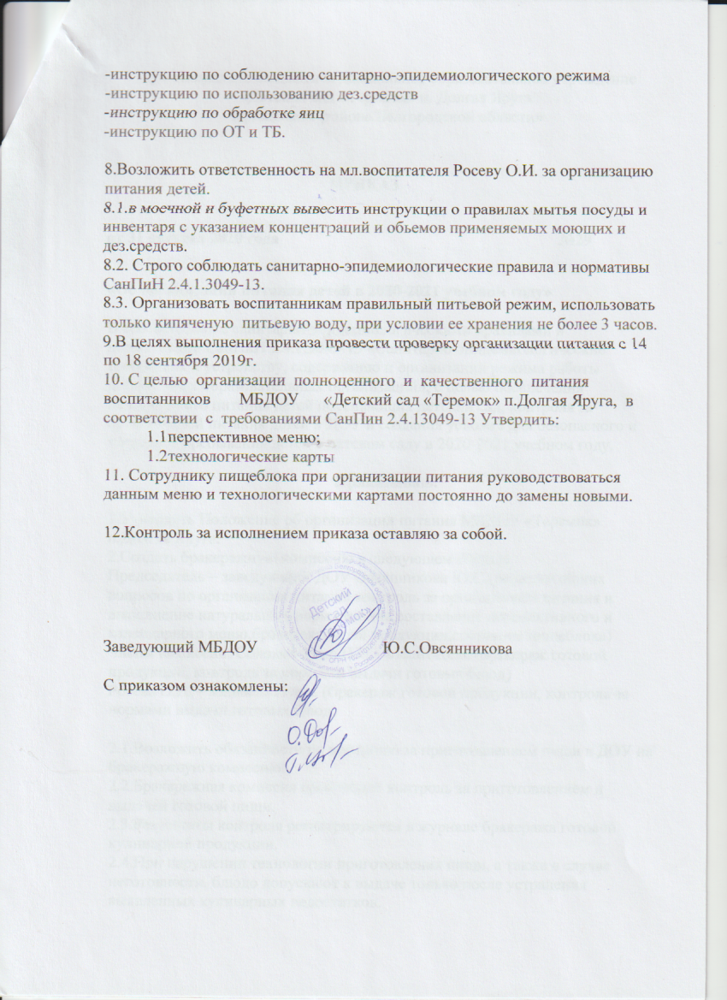 -инструкцию по соблюдению санитарно-эпидемиологического режима
-инструкцию по использованию дез.средств
-инструкцию по обработке яиц
-инструкцию по ОТ и ТБ.
8.Возложить ответственность на мл.воспитателя Росеву О.И. за организацию
питания детей.
8.1.в моечной и буфетных вывесить инструкции о правилах мытья посуды и
инвентаря с указанием концентраций и обьемов применяемых моющих и
дез.средств.
8.2. Строго соблюдать санитарно-эпидемиологические правила и нормативы
СанПиН 2.4.1.3049-13.
8.3. Организовать воспитанникам правильный питьевой режим, использовать
только кипяченую питьевую воду, при условии ее хранения не более 3 часов.
9.В целях выполнения приказа провести проверку организации питания с 14
по 18 сентября 2019г.
10. С целью организации полноценного и качественного питания
воспитанников МБДОУ «Детский сад «Теремок» п.Долгая Яруга, в
соответствии с требованиями СанПин 2.4.13049-13 Утвердить:
1.1перспективное меню;
1.2технологические карты
11. Сотруднику пищеблока при организации питания руководствоваться
данным меню и технологическими картами постоянно до замены новыми.
12.Контроль за исполнением приказа оставляю за собой.
Детский
сад
Заведующий МБДОУ Ю.С.Овсянникова
С приказом ознакомлены: